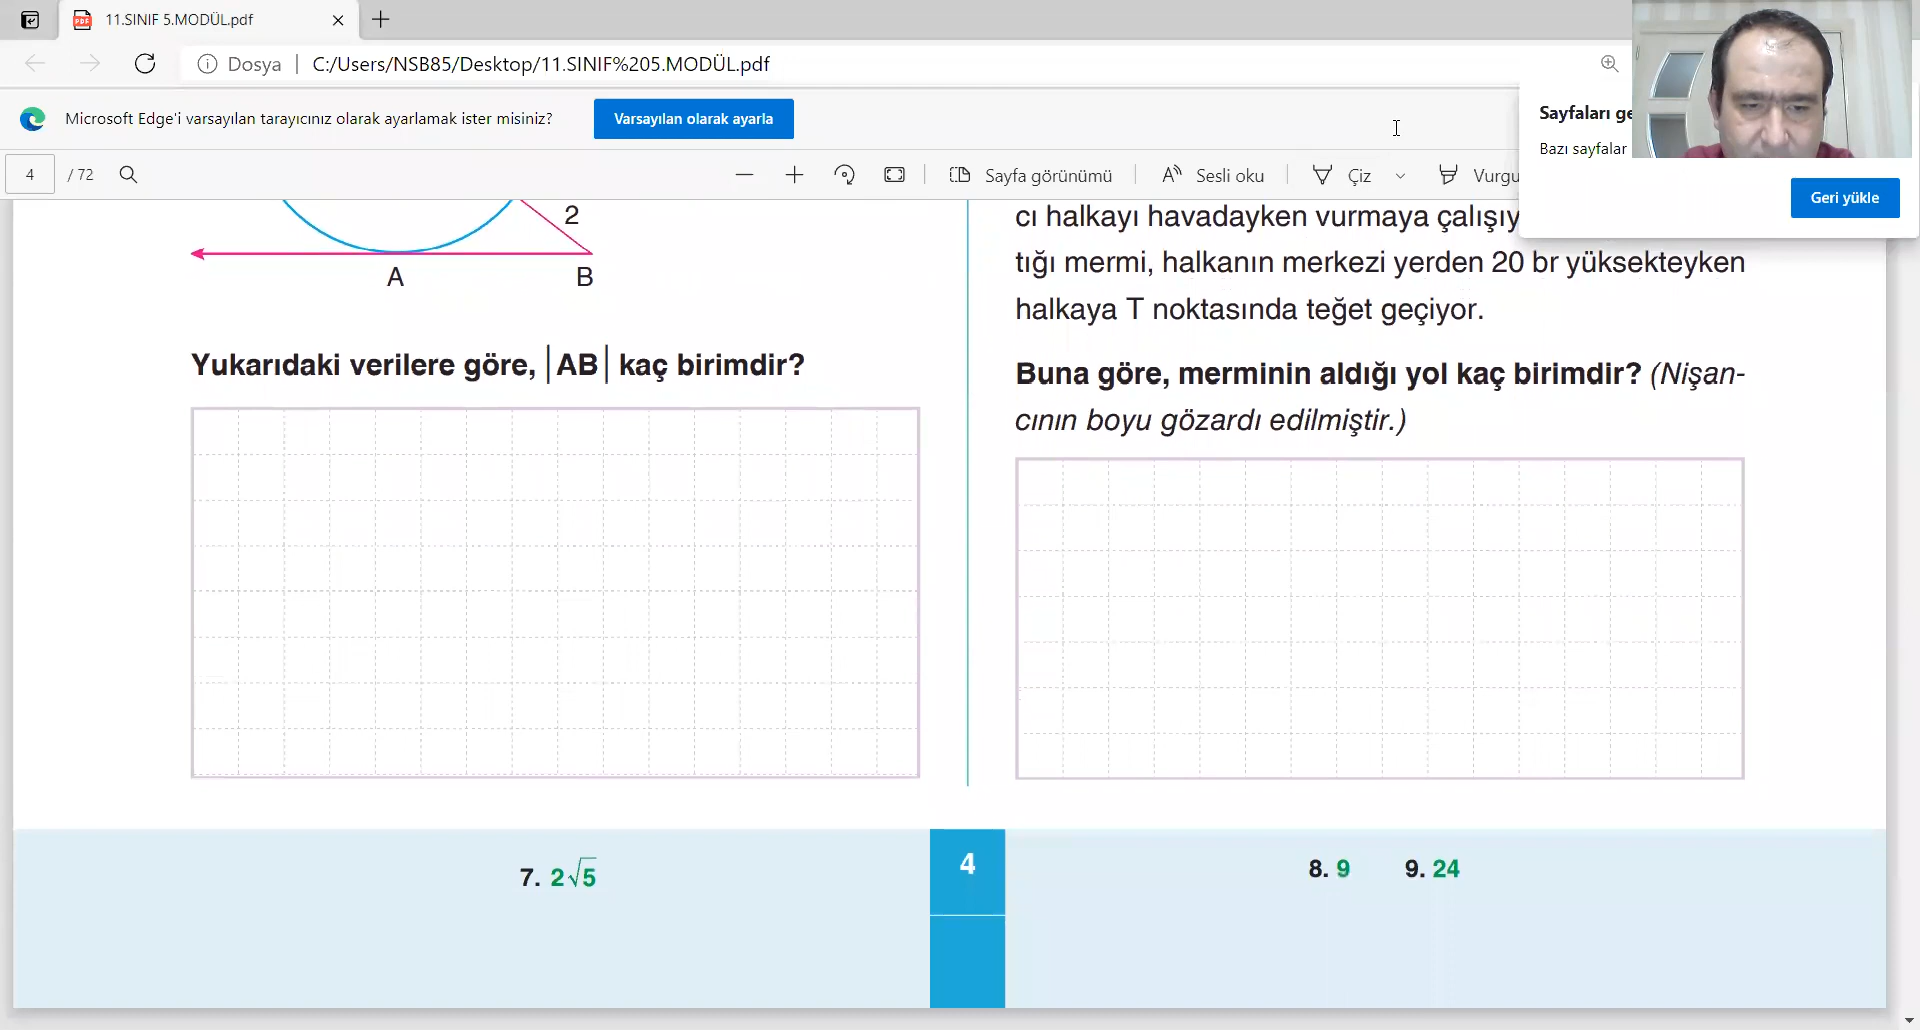 11.SINIF 5.MODÜL.pdf
Dosya | C:/Users/NSB85/Desktop/11.SINIF%205.MODÜL.pdf
Microsoft Edge'i varsayılan tarayıcınız olarak ayarlamak ister misiniz?
Varsayılan olarak ayarla
Sayfaları ge
Bazı sayfalar
Geri yükle
4 / 72
Sayfa görünümü
Sesli oku
Çiz
Vurgu
2
A
B
Yukarıdaki verilere göre, |AB| kaç birimdir?
7. 2√5
cı halkayı havadayken vurmaya çalışıy
tığı mermi, halkanın merkezi yerden 20 br yüksekteyken
halkaya T noktasında teğet geçiyor.
Buna göre, merminin aldığı yol kaç birimdir? (Nişan-
cının boyu gözardı edilmiştir.)
4
8. 9 9. 24